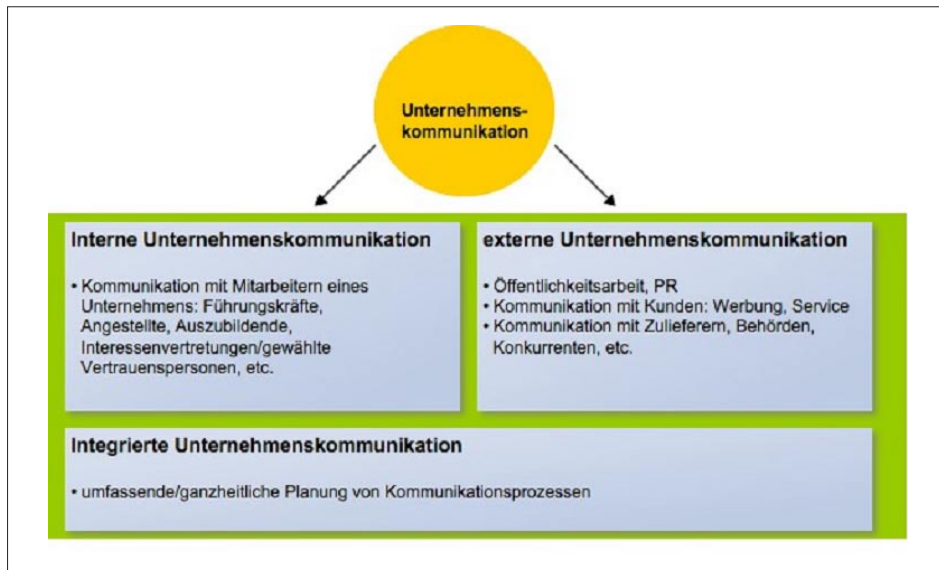 Unternehmens-
kommunikation
Interne Unternehmenskommunikation
• Kommunikation mit Mitarbeitern eines
Unternehmens: Führungskräfte,
Angestellte, Auszubildende,
Interessenvertretungen/gewählte
Vertrauenspersonen, etc.
externe Unternehmenskommunikation
• Öffentlichkeitsarbeit, PR
• Kommunikation mit Kunden: Werbung, Service
• Kommunikation mit Zulieferern, Behörden,
Konkurrenten, etc.
Integrierte Unternehmenskommunikation
• umfassende/ganzheitliche Planung von Kommunikationsprozessen